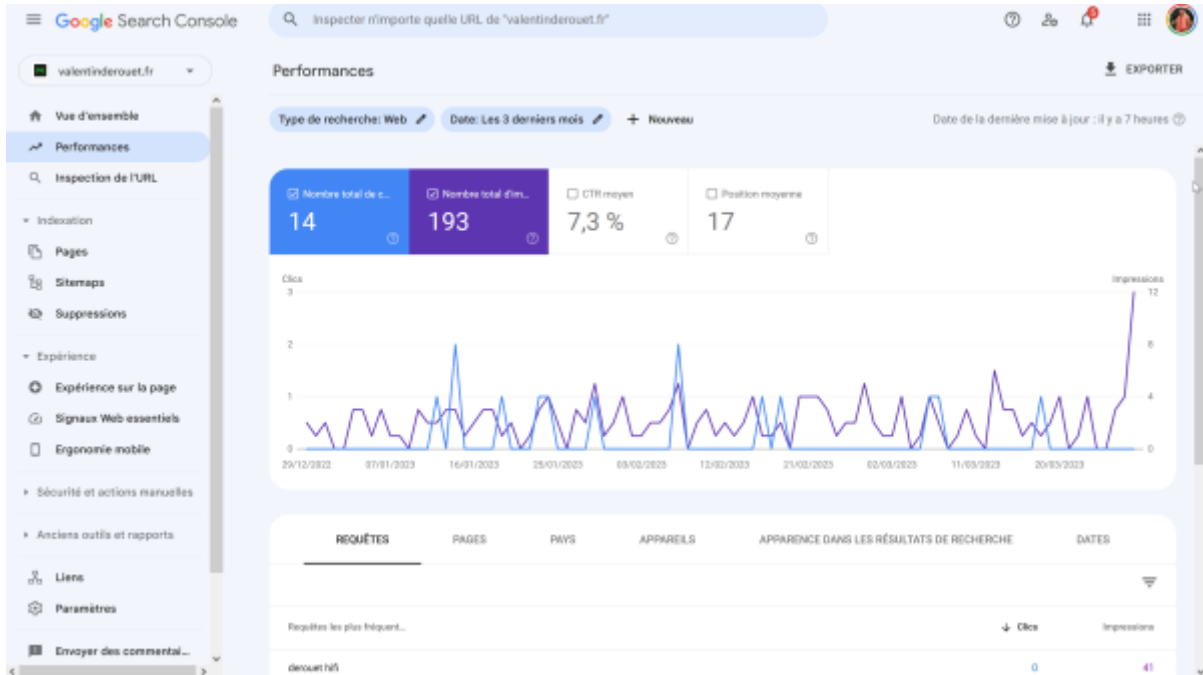 Google Search Console
Inspecter n'importe quelle URL de "valentinderouet.fr"
valentinderouet.fr
Performances
EXPORTER
Vue d'ensemble
Performances
Inspection de l'URL
Indexation
Pages
Sitemaps
Suppressions
Expérience
Expérience sur la page
Signaux Web essentiels
Ergonomie mobile
Sécurité et actions manuelles
Anciens outils et rapports
Liens
Paramètres
Envoyer des commentai...
Type de recherche: Web
Date: Les 3 derniers mois
+ Nouveau
Date de la dernière mise à jour : il y a 7 heures
Nombre total de c...
14
Nombre total d'im...
193
CTR moyen
7,3 %
Position moyenne
17
Clics
Impressions
3
12
2
8
1
4
0
0
29/12/2022
07/01/2023
16/01/2023
25/01/2023
03/02/2023
12/02/2023
21/02/2023
02/03/2023
11/03/2023
20/03/2023
REQUÊTES
PAGES
PAYS
APPAREILS
APPARENCE DANS LES RÉSULTATS DE RECHERCHE
DATES
Requêtes les plus fréquent...
Clics
Impressions
derouet hifi
0
41